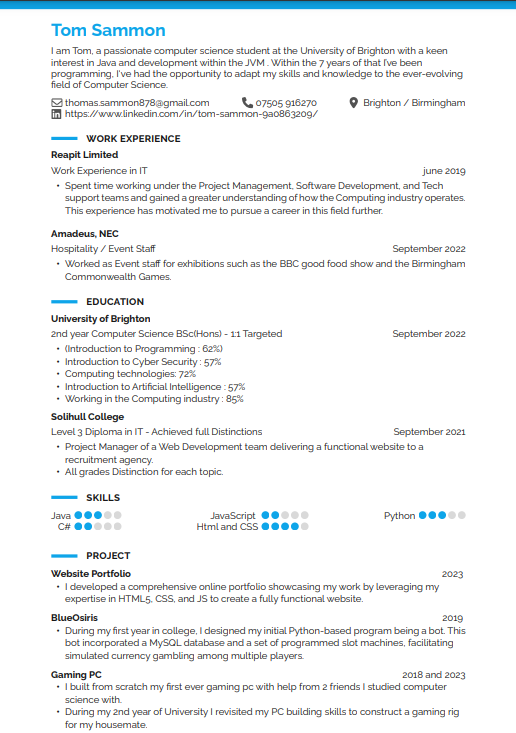 Tom Sammon
I am Tom, a passionate computer science student at the University of Brighton with a keen
interest in Java and development within the JVM . Within the 7 years of that I've been
programming, I've had the opportunity to adapt my skills and knowledge to the ever-evolving
field of Computer Science.
thomas.sammon878@gmail.com 07505 916270 Brighton / Birmingham
https://www.linkedin.com/in/tom-sammon-9a0863209/
WORK EXPERIENCE
Reapit Limited
Work Experience in IT june 2019
• Spent time working under the Project Management, Software Development, and Tech
support teams and gained a greater understanding of how the Computing industry operates.
This experience has motivated me to pursue a career in this field further.
Amadeus, NEC
Hospitality / Event Staff September 2022
• Worked as Event staff for exhibitions such as the BBC good food show and the Birmingham
Commonwealth Games.
EDUCATION
University of Brighton
2nd year Computer Science BSc(Hons) - 1:1 Targeted September 2022
• (Introduction to Programming : 62%)
• Introduction to Cyber Security : 57%
• Computing technologies: 72%
• Introduction to Artificial Intelligence : 57%
• Working in the Computing industry : 85%
Solihull College
Level 3 Diploma in IT - Achieved full Distinctions September 2021
• Project Manager of a Web Development team delivering a functional website to a
recruitment agency.
• All grades Distinction for each topic.
SKILLS
Java JavaScript Python
C# Html and CSS
PROJECT
Website Portfolio 2023
• I developed a comprehensive online portfolio showcasing my work by leveraging my
expertise in HTML5, CSS, and JS to create a fully functional website.
BlueOsiris 2019
• During my first year in college, I designed my initial Python-based program being a bot. This
bot incorporated a MySQL database and a set of programmed slot machines, facilitating
simulated currency gambling among multiple players.
Gaming PC 2018 and 2023
• I built from scratch my first ever gaming pc with help from 2 friends I studied computer
science with.
• During my 2nd year of University I revisited my PC building skills to construct a gaming rig
for my housemate.